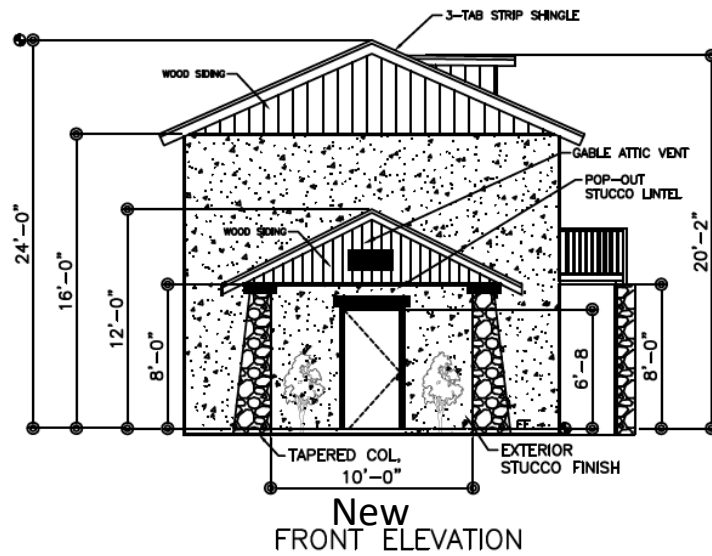 3-TAB STRIP SHINGLE
WOOD SIDING
GABLE ATTIC VENT
POP-OUT
STUCCO LINTEL
WOOD SIDING
24'-0"
16'-0"
12'-0"
8'-0"
6'-8
8'-0"
20'-2"
FF
TAPERED COL,
EXTERIOR
STUCCO FINISH
10'-0"
New
FRONT ELEVATION